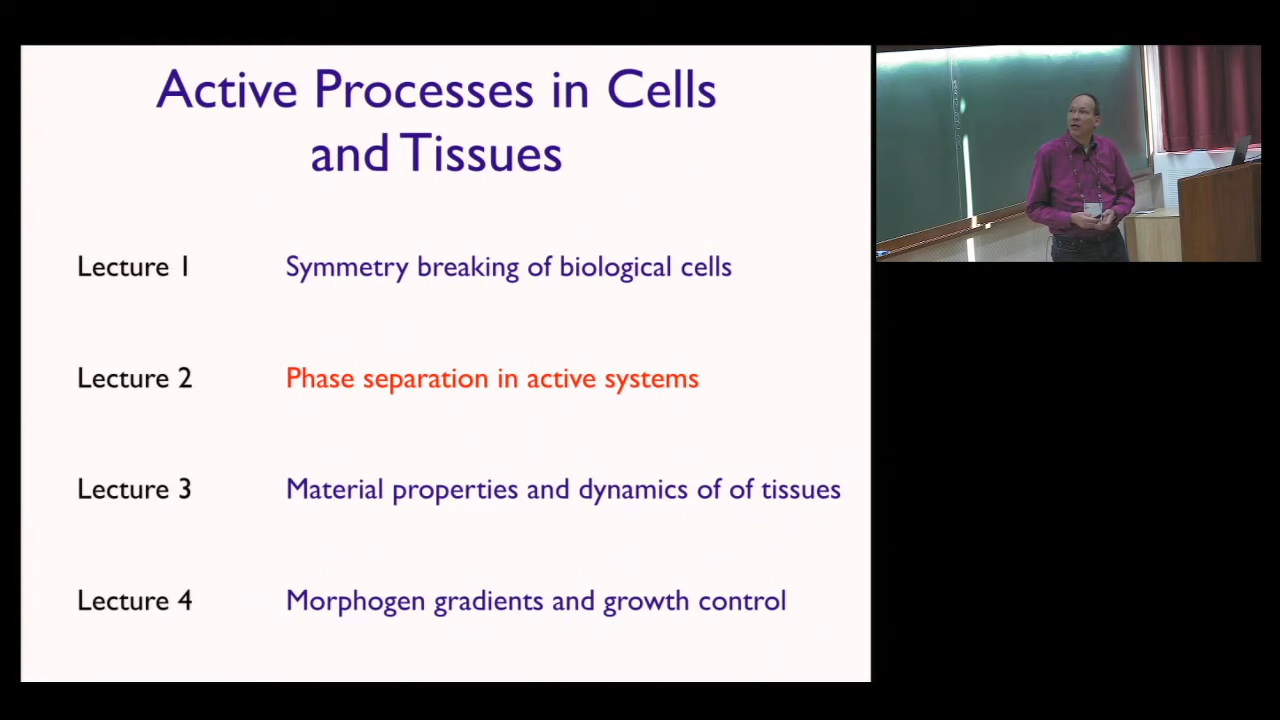 Active Processes in Cells
and Tissues
Lecture 1 Symmetry breaking of biological cells
Lecture 2 Phase separation in active systems
Lecture 3 Material properties and dynamics of of tissues
Lecture 4 Morphogen gradients and growth control